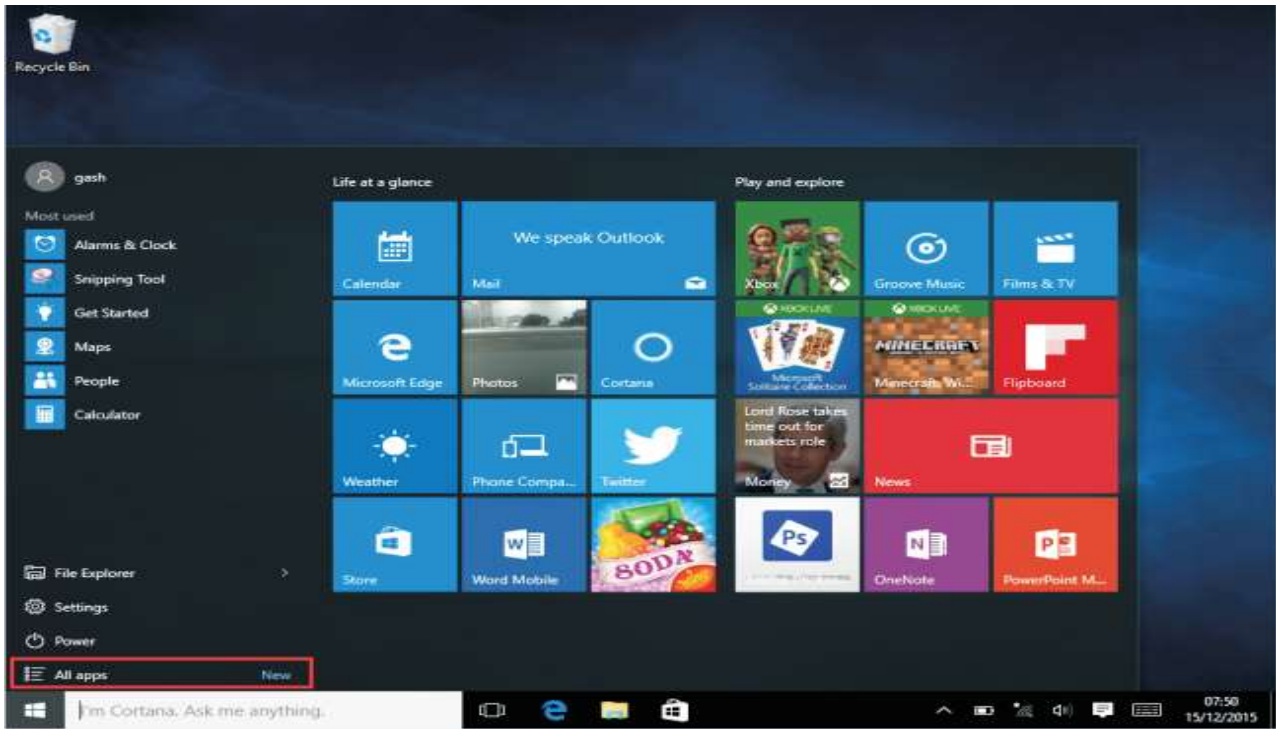 Recycle Bin
gash
Most used
Alarms & Clock
Snipping Tool
Get Started
Maps
People
Calculator
File Explorer
Settings
Power
All apps New
Life at a glance
Calendar
We speak Outlook
Mail
Microsoft Edge
Photos
Cortana
Weather
Phone Compa...
Twitter
Store
Word Mobile
SODA
Play and explore
Xbox
Groove Music
Films & TV
XBOX LIVE
Microsoft
Solitaire Collection
XBOX LIVE
MINECRAFT
Minecraft: Wi...
Flipboard
Lord Rose takes
time out for
markets role
Money
News
Ps
OneNote
PowerPoint M...
I'm Cortana. Ask me anything.
07:50
15/12/2015